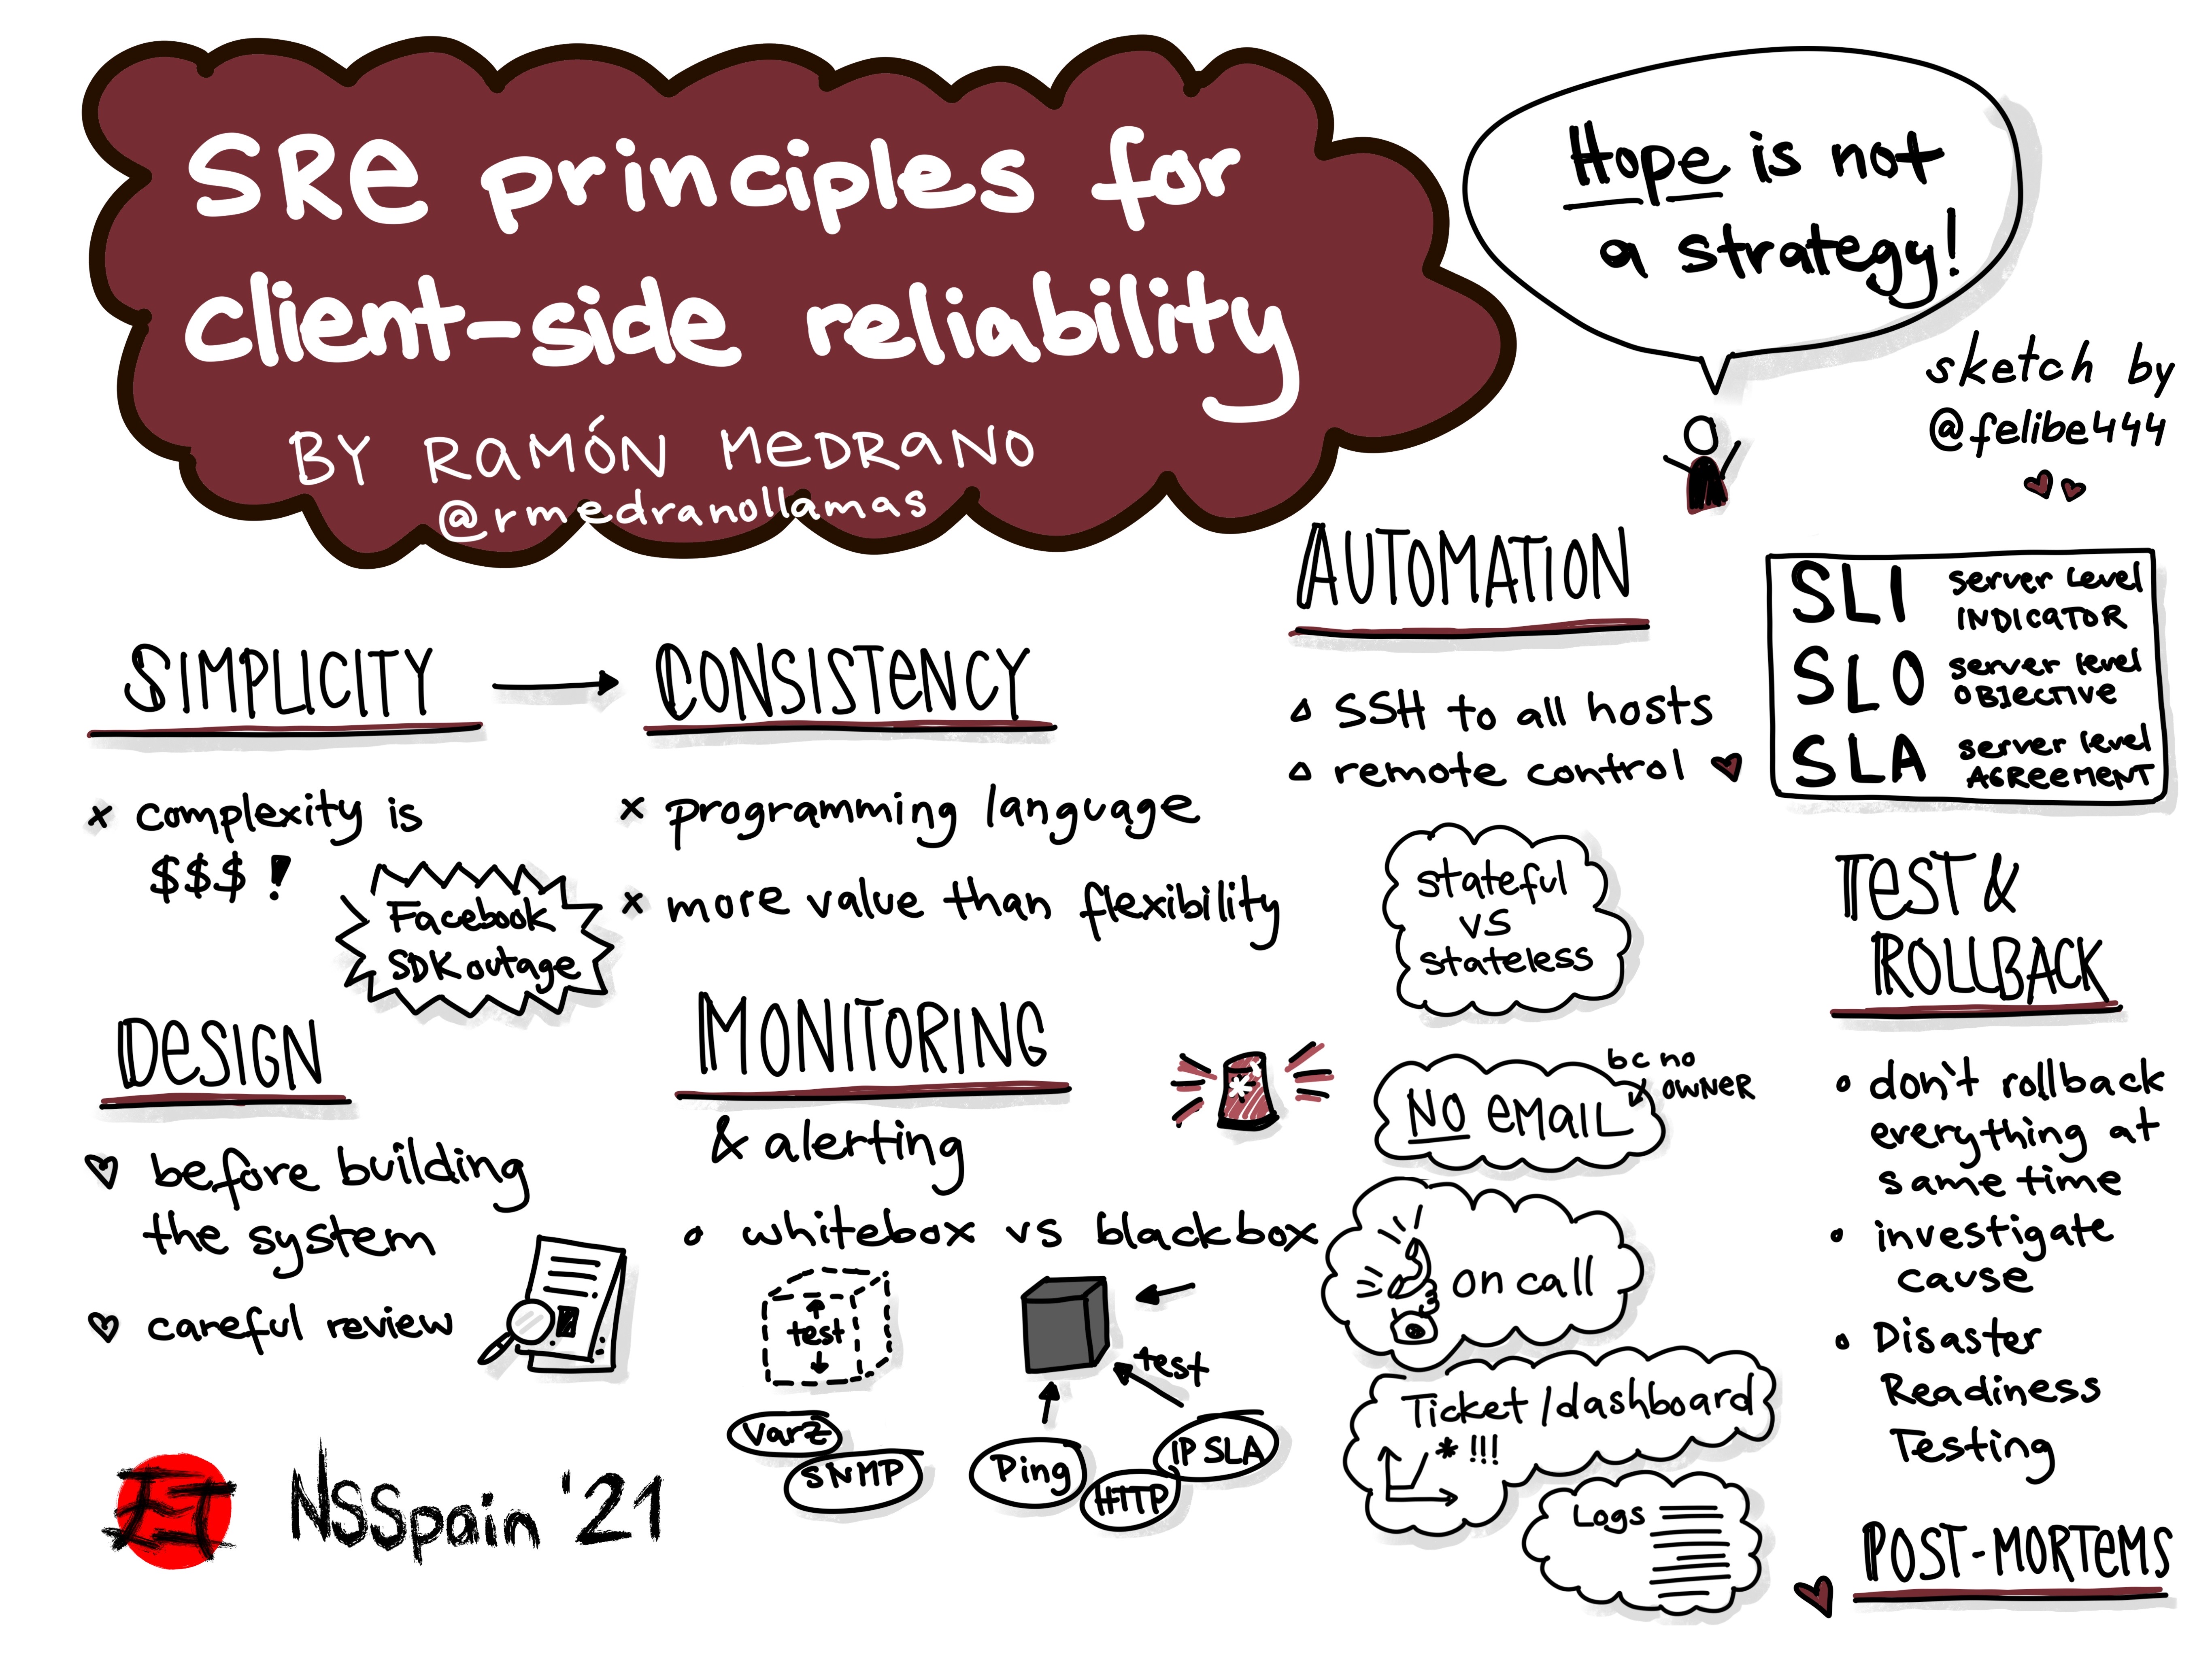 SRe principles for
client-side reliability
BY RAMÓN MEDRANO
@rmedranollamas
Hope is not
a strategy!
sketch by
@felibe444
SIMPLICITY
x complexity is
$$$ !
Facebook
SDK outage
CONSISTENCY
x programming language
x more value than flexibility
AUTOMATION
SSH to all hosts
remote control
SLI server level
INDICATOR
SLO server level
OBJECTIVE
SLA server level
AGREEMENT
stateful
VS
stateless
DESIGN
before building
the system
careful review
MONITORING
& alerting
whitebox vs blackbox
test
test
Varz
SNMP
Ping
HTTP
IP SLA
NO EMAIL
bc no
OWNER
on call
Ticket/dashboard
* !!!
Logs
TEST &
ROLLBACK
• don't rollback
everything at
same time
• investigate
cause
• Disaster
Readiness
Testing
POST-MORTEMS
NSSpain '21